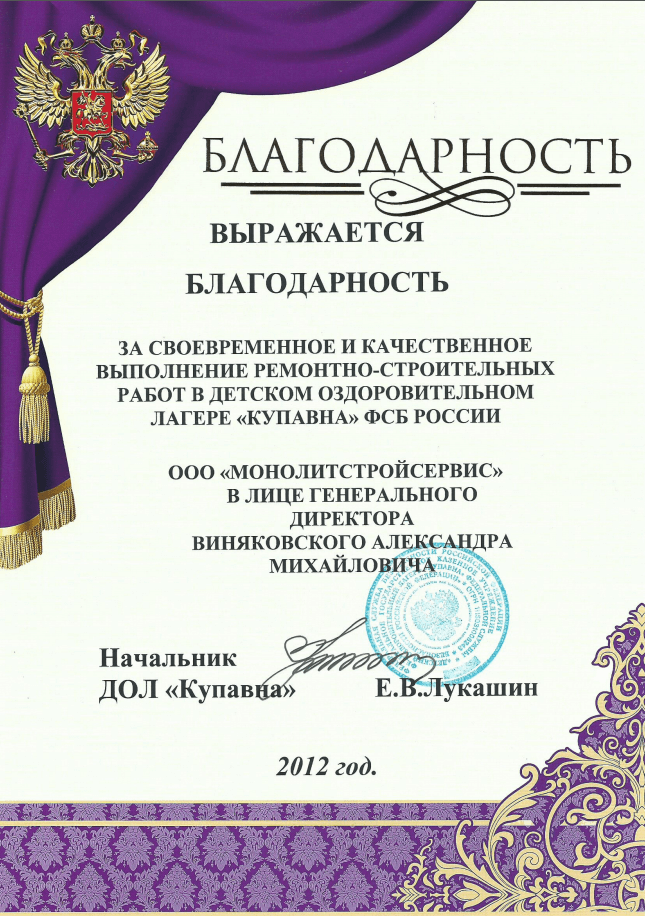 БЛАГОДАРНОСТЬ
ВЫРАЖАЕТСЯ
БЛАГОДАРНОСТЬ
ЗА СВОЕВРЕМЕННОЕ И КАЧЕСТВЕННОЕ
ВЫПОЛНЕНИЕ РЕМОНТНО-СТРОИТЕЛЬНЫХ
РАБОТ В ДЕТСКОМ ОЗДОРОВИТЕЛЬНОМ
ЛАГЕРЕ «КУПАВНА» ФСБ РОССИИ
ООО «МОНОЛИТСТРОЙСЕРВИС»
В ЛИЦЕ ГЕНЕРАЛЬНОГО
ДИРЕКТОРА
ВИНЯКОВСКОГО АЛЕКСАНДРА
МИХАЙЛОВИЧА
Начальник
ДОЛ «Купавна» Е.В.Лукашин
2012 год.